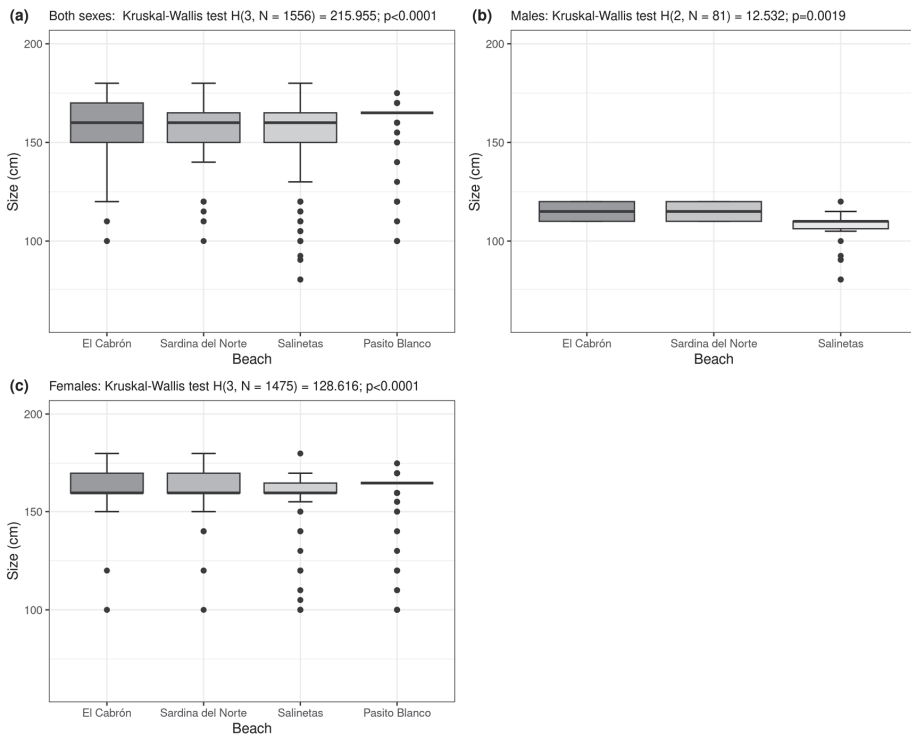 (a) Both sexes: Kruskal-Wallis test H(3, N = 1556) = 215.955; p<0.0001
200
150
100
Size (cm)
El Cabrón Sardina del Norte Salinetas Pasito Blanco
Beach
(b) Males: Kruskal-Wallis test H(2, N = 81) = 12.532; p=0.0019
200
150
100
Size (cm)
El Cabrón Sardina del Norte Salinetas
Beach
(c) Females: Kruskal-Wallis test H(3, N = 1475) = 128.616; p<0.0001
200
150
100
Size (cm)
El Cabrón Sardina del Norte Salinetas Pasito Blanco
Beach